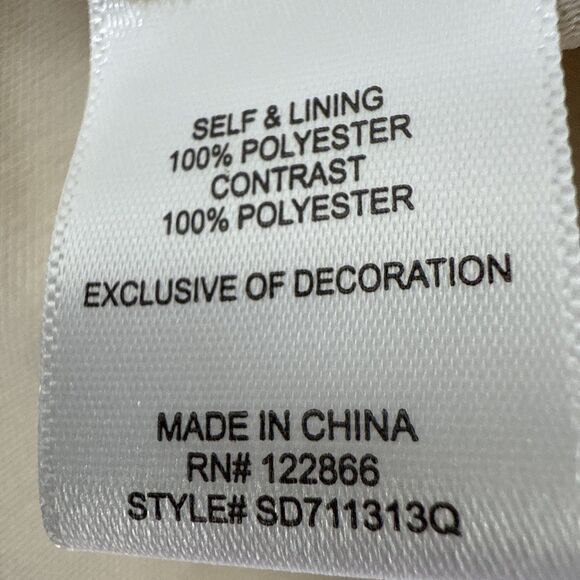 SELF & LINING
100% POLYESTER
CONTRAST
100% POLYESTER
EXCLUSIVE OF DECORATION
MADE IN CHINA
RN# 122866
STYLE# SD711313Q